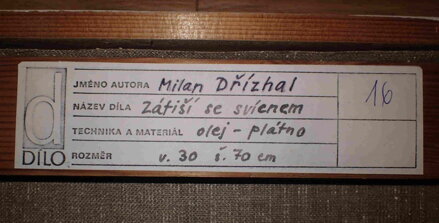 d
DÍLO
JMÉNO AUTORA Milan Dřízhal
NÁZEV DÍLA Zátiší se svícnem
TECHNIKA A MATERIÁL olej - plátno
ROZMĚR v. 30 š. 70 cm
16